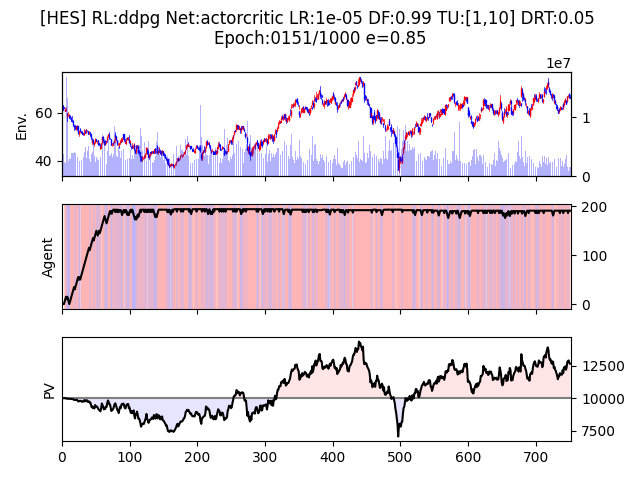 [HES] RL:ddpg Net:actorcritic LR:1e-05 DF:0.99 TU:[1,10] DRT:0.05
Epoch:0151/1000 e=0.85
1e7
Env.
60
40
1
0
Agent
200
100
0
PV
12500
10000
7500
0 100 200 300 400 500 600 700